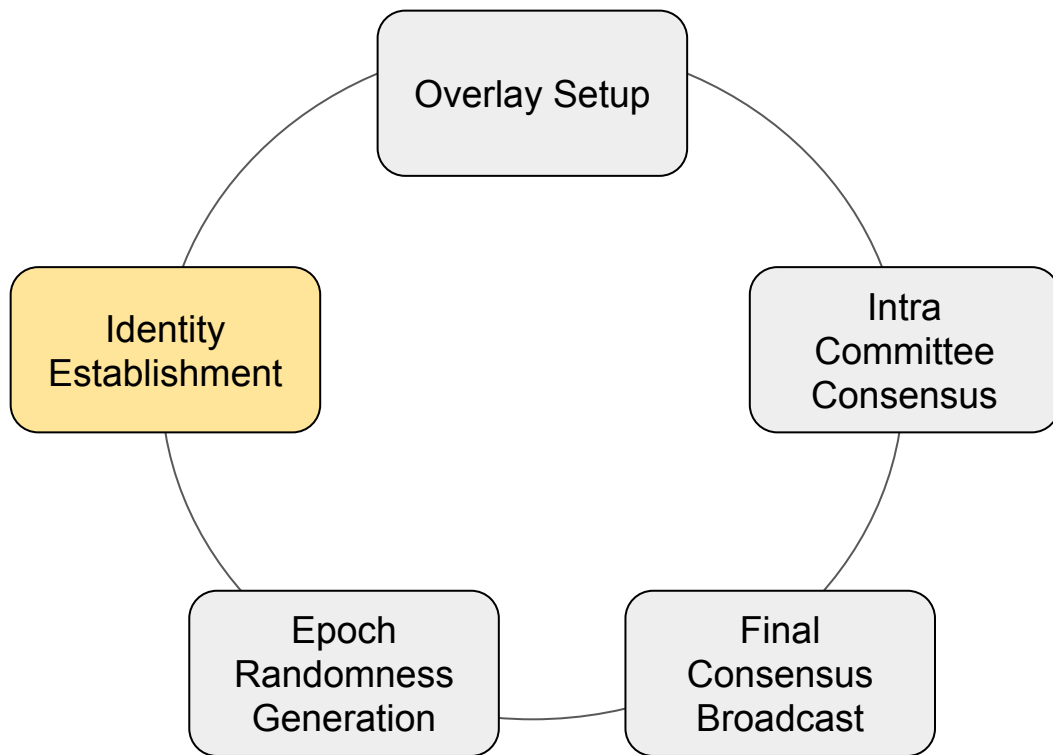 Overlay Setup
Identity
Establishment
Intra
Committee
Consensus
Epoch
Randomness
Generation
Final
Consensus
Broadcast